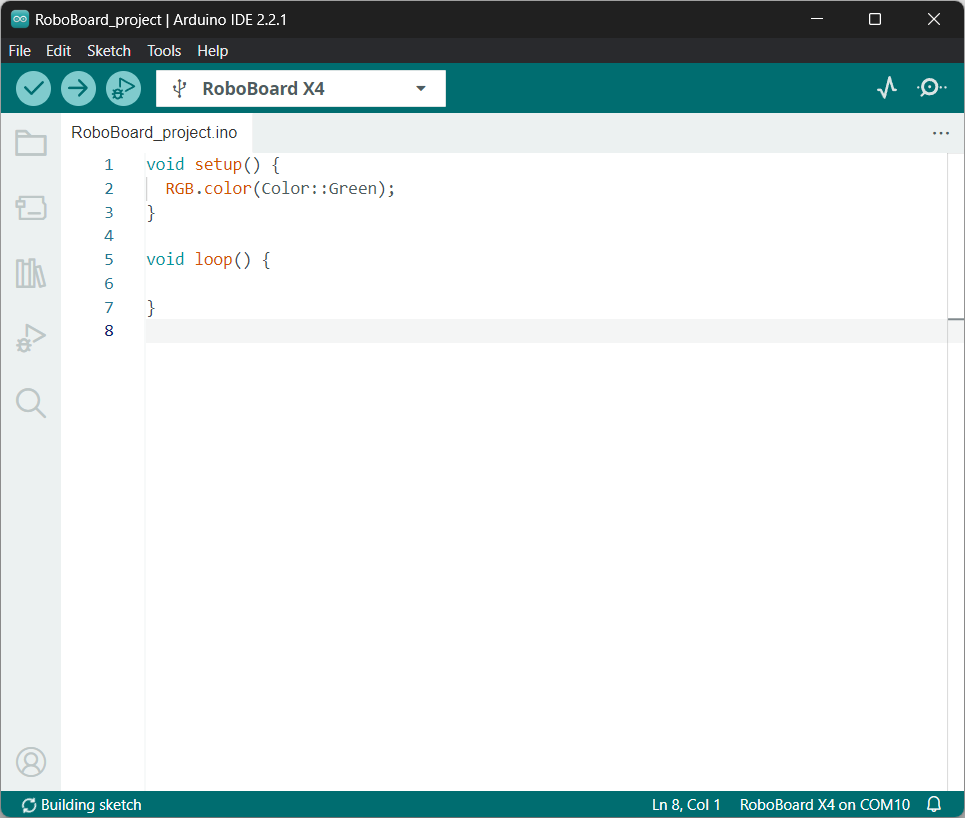 RoboBoard_project | Arduino IDE 2.2.1
File Edit Sketch Tools Help
RoboBoard X4
RoboBoard_project.ino
1 void setup() {
2   RGB.color(Color::Green);
3 }
4
5 void loop() {
6
7 }
8
Building sketch Ln 8, Col 1 RoboBoard X4 on COM10